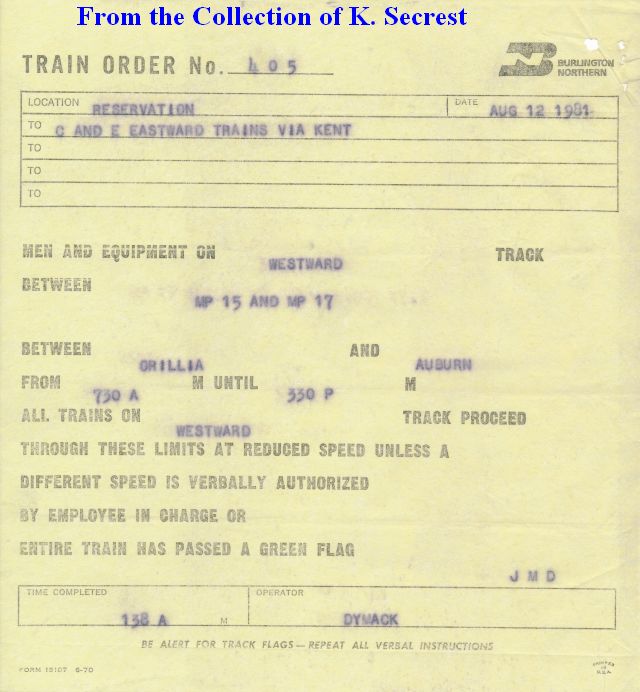 From the Collection of K. Secrest
TRAIN ORDER No. 405
BURLINGTON
NORTHERN
LOCATION RESERVATION DATE AUG 12 1981
TO C AND E EASTWARD TRAINS VIA KENT
TO
TO
TO
MEN AND EQUIPMENT ON WESTWARD TRACK
BETWEEN
MP 15 AND MP 17
BETWEEN ORILLIA AND AUBURN
FROM 730 A M UNTIL 330 P M
ALL TRAINS ON WESTWARD TRACK PROCEED
THROUGH THESE LIMITS AT REDUCED SPEED UNLESS A
DIFFERENT SPEED IS VERBALLY AUTHORIZED
BY EMPLOYEE IN CHARGE OR
ENTIRE TRAIN HAS PASSED A GREEN FLAG
J M D
TIME COMPLETED OPERATOR
138 A M DYMACK
BE ALERT FOR TRACK FLAGS—REPEAT ALL VERBAL INSTRUCTIONS
FORM 15107 6-70
PRINTED
IN
U.S.A.